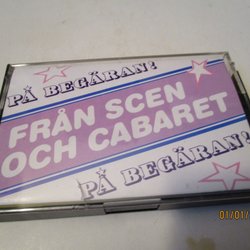 PÅ BEGÄRAN!
FRÅN SCEN
OCH CABARET
PÅ BEGÄRAN!
01/01/